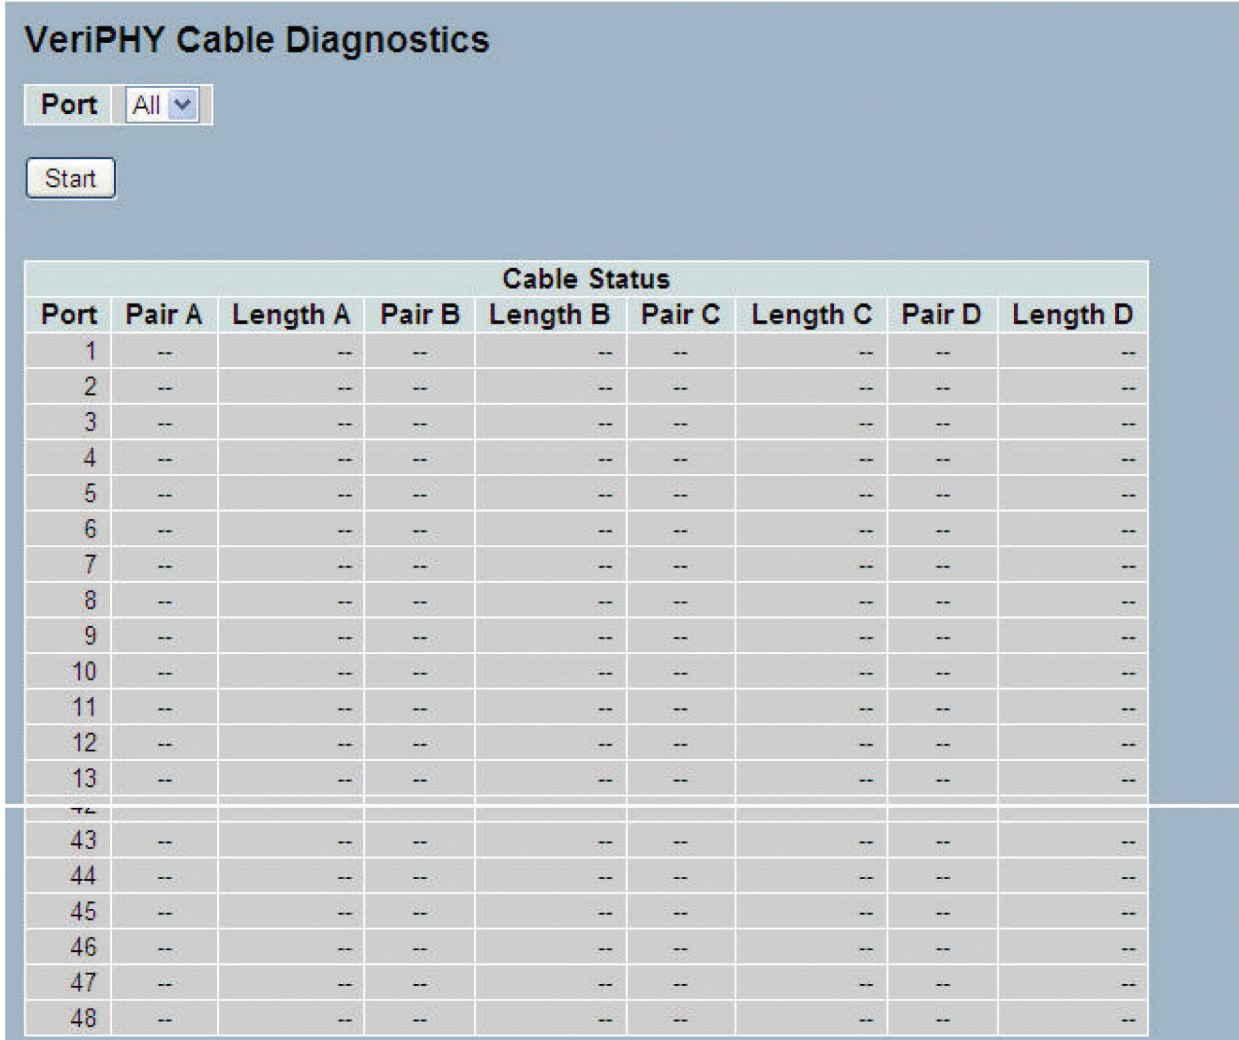 VeriPHY Cable Diagnostics
Port All
Start
Cable Status
Port Pair A Length A Pair B Length B Pair C Length C Pair D Length D
1 -- -- -- -- -- -- -- --
2 -- -- -- -- -- -- -- --
3 -- -- -- -- -- -- -- --
4 -- -- -- -- -- -- -- --
5 -- -- -- -- -- -- -- --
6 -- -- -- -- -- -- -- --
7 -- -- -- -- -- -- -- --
8 -- -- -- -- -- -- -- --
9 -- -- -- -- -- -- -- --
10 -- -- -- -- -- -- -- --
11 -- -- -- -- -- -- -- --
12 -- -- -- -- -- -- -- --
13 -- -- -- -- -- -- -- --
43 -- -- -- -- -- -- -- --
44 -- -- -- -- -- -- -- --
45 -- -- -- -- -- -- -- --
46 -- -- -- -- -- -- -- --
47 -- -- -- -- -- -- -- --
48 -- -- -- -- -- -- -- --